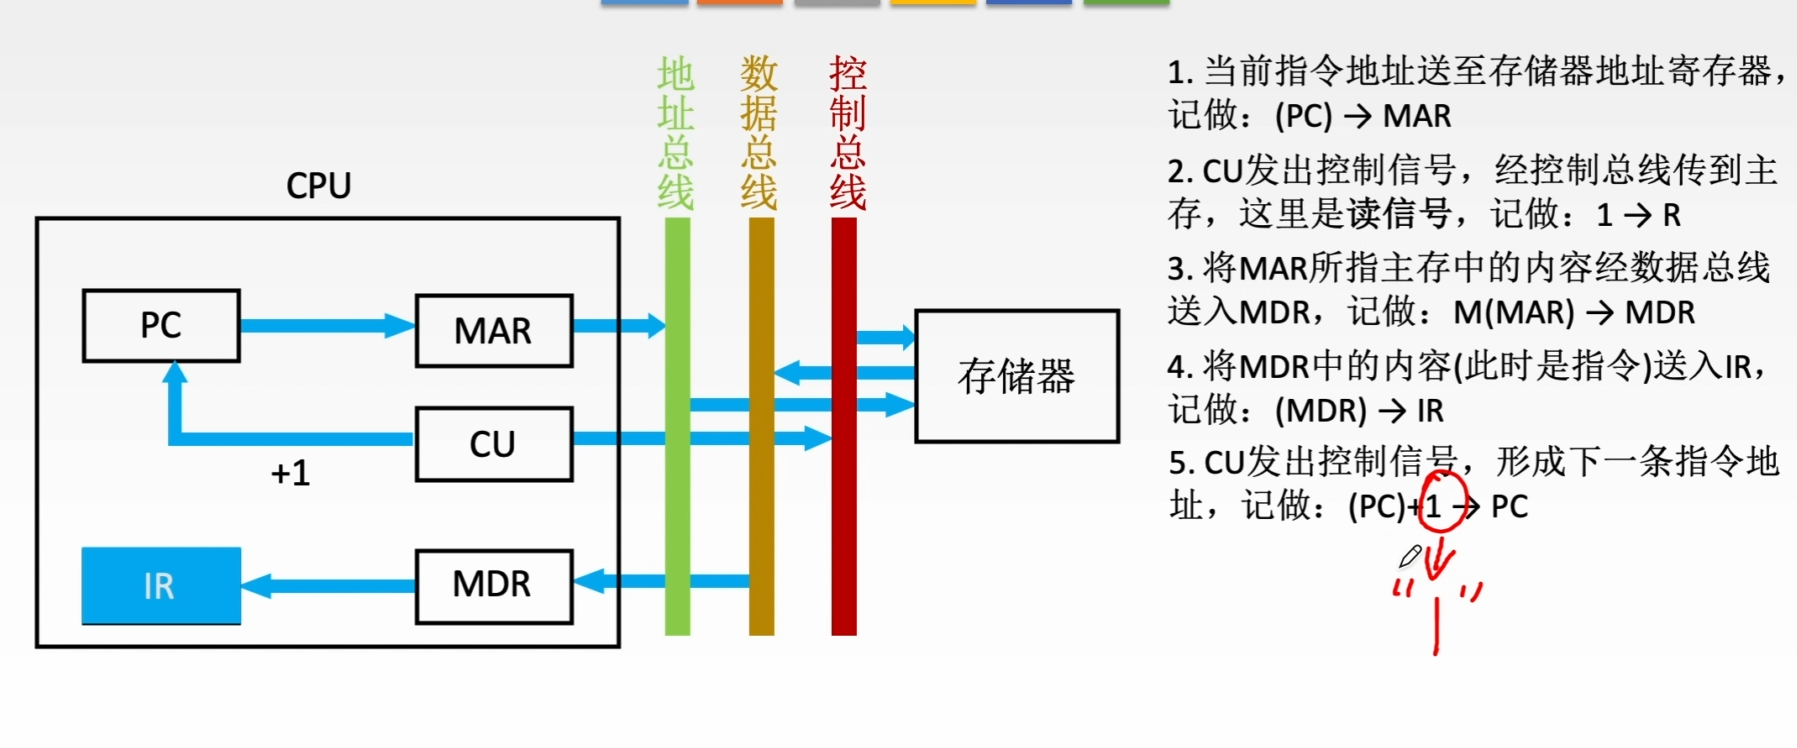 地址总线
数据总线
控制总线
CPU
PC
MAR
CU
+1
IR
MDR
存储器
1. 当前指令地址送至存储器地址寄存器，
记做：(PC) → MAR
2. CU发出控制信号，经控制总线传到主
存，这里是读信号，记做：1 → R
3. 将MAR所指主存中的内容经数据总线
送入MDR，记做：M(MAR) → MDR
4. 将MDR中的内容(此时是指令)送入IR，
记做：(MDR) → IR
5. CU发出控制信号，形成下一条指令地
址，记做：(PC)+1 → PC
“1”